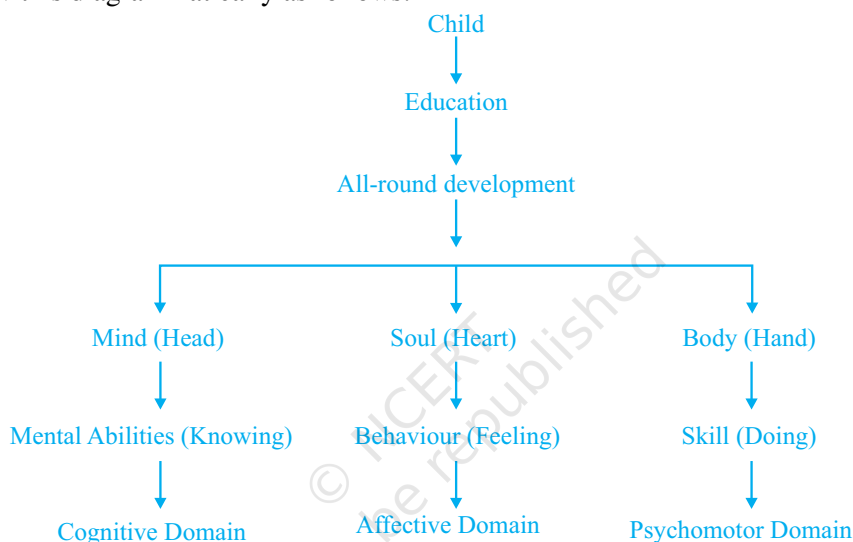 Child
Education
All-round development
Mind (Head) Soul (Heart) Body (Hand)
Mental Abilities (Knowing) Behaviour (Feeling) Skill (Doing)
Cognitive Domain Affective Domain Psychomotor Domain
© NCERT
be republished